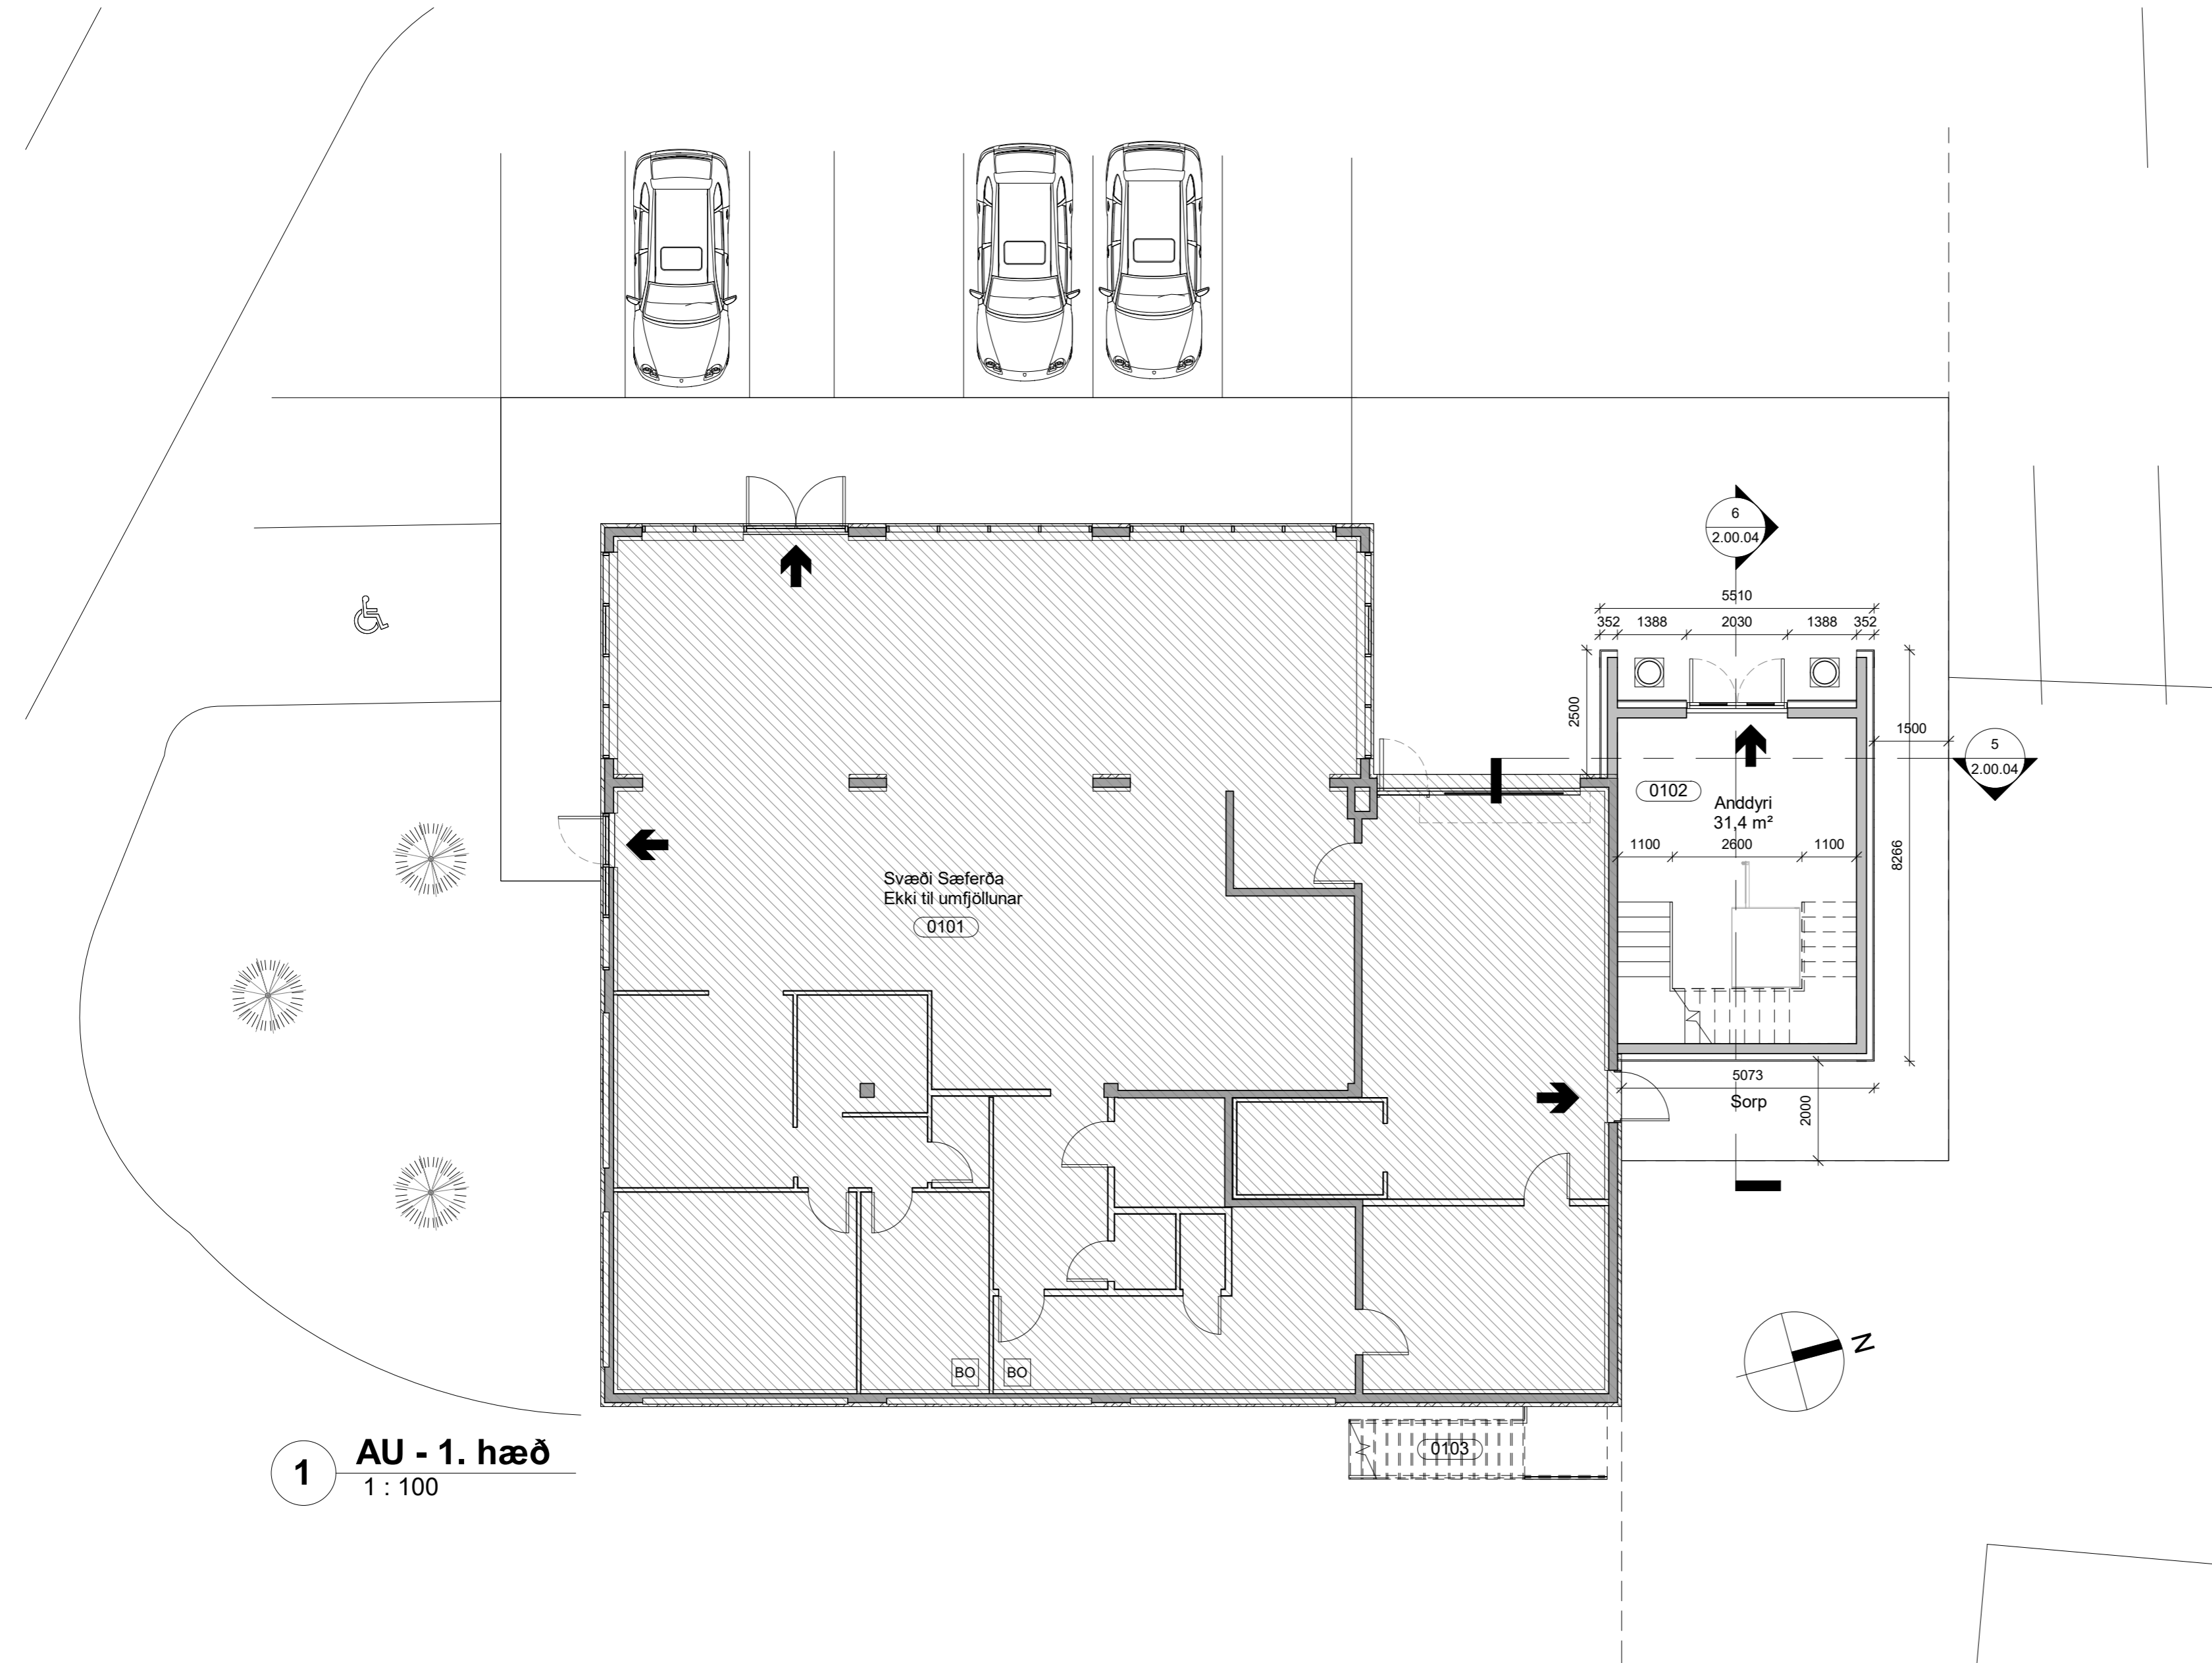 6
2.00.04
5510
352 1388 2030 1388 352
2500
1500
5
2.00.04
0102
Anddyri
31,4 m²
1100 2600 1100
8266
Svæði Sæferða
Ekki til umfjöllunar
0101
5073
Sorp
2000
N
BO BO
0103
1
AU - 1. hæð
1 : 100